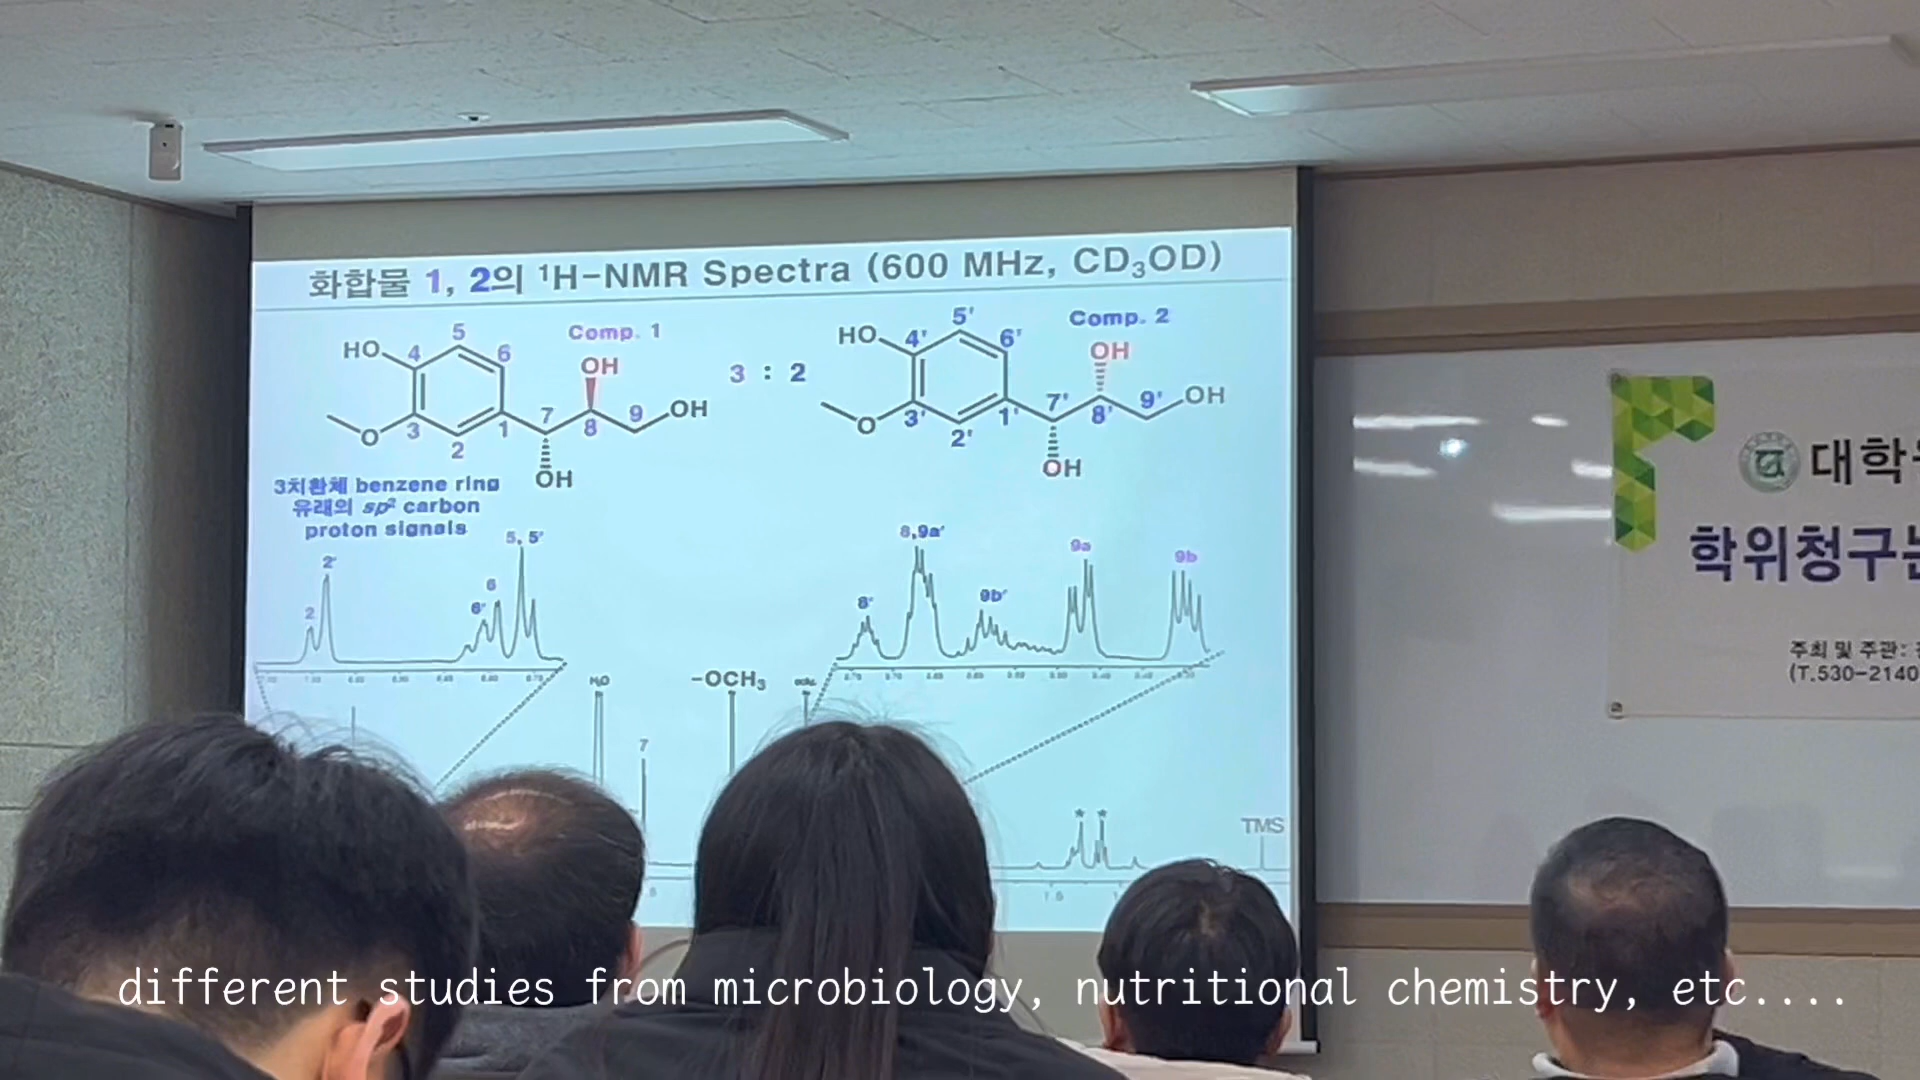 화합물 1, 2의 ¹H-NMR Spectra (600 MHz, CD₃OD)
Comp. 1
HO
4
5
6
OH
7
8
9
OH
O
3
2
1
OH
3 : 2
Comp. 2
HO
4'
5'
6'
OH
7'
8'
9'
OH
O
3'
2'
1'
OH
3치환체 benzene ring
유래의 sp² carbon
proton signals
2
2'
6'
6
5, 5'
8'
8,9a'
9b'
9a
9b
H₂O
-OCH₃
7
* *
TMS
대학
학위청구
주최 및 주관:
(T.530-2140
different studies from microbiology, nutritional chemistry, etc....